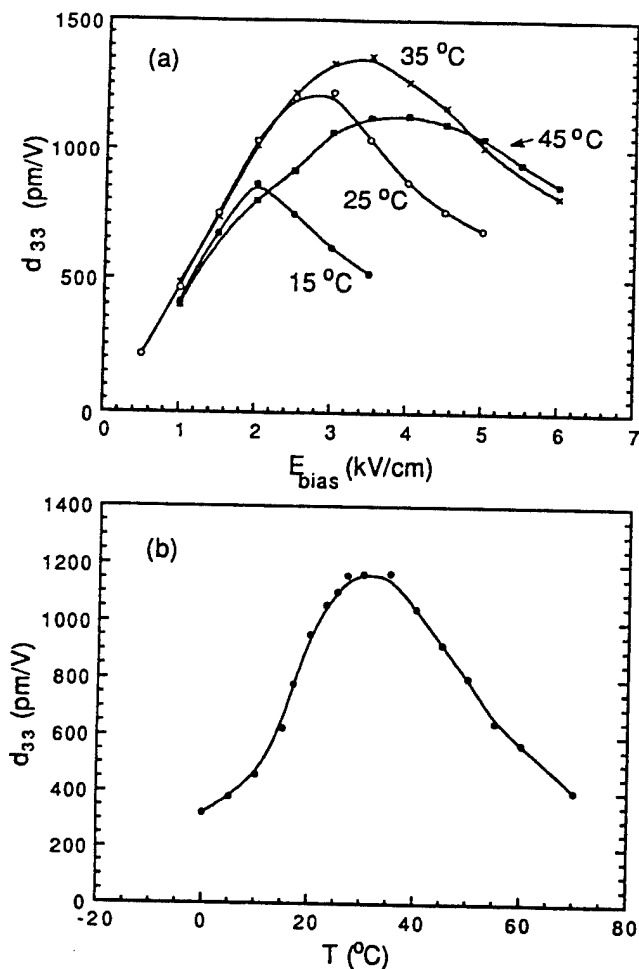 1500
(a)
35 °C
1000
45 °C
d33 (pm/V)
25 °C
500
15 °C
0
0 1 2 3 4 5 6 7
Ebias (kV/cm)
1400
(b)
1200
1000
800
d33 (pm/V)
600
400
200
0
-20 0 20 40 60 80
T (°C)